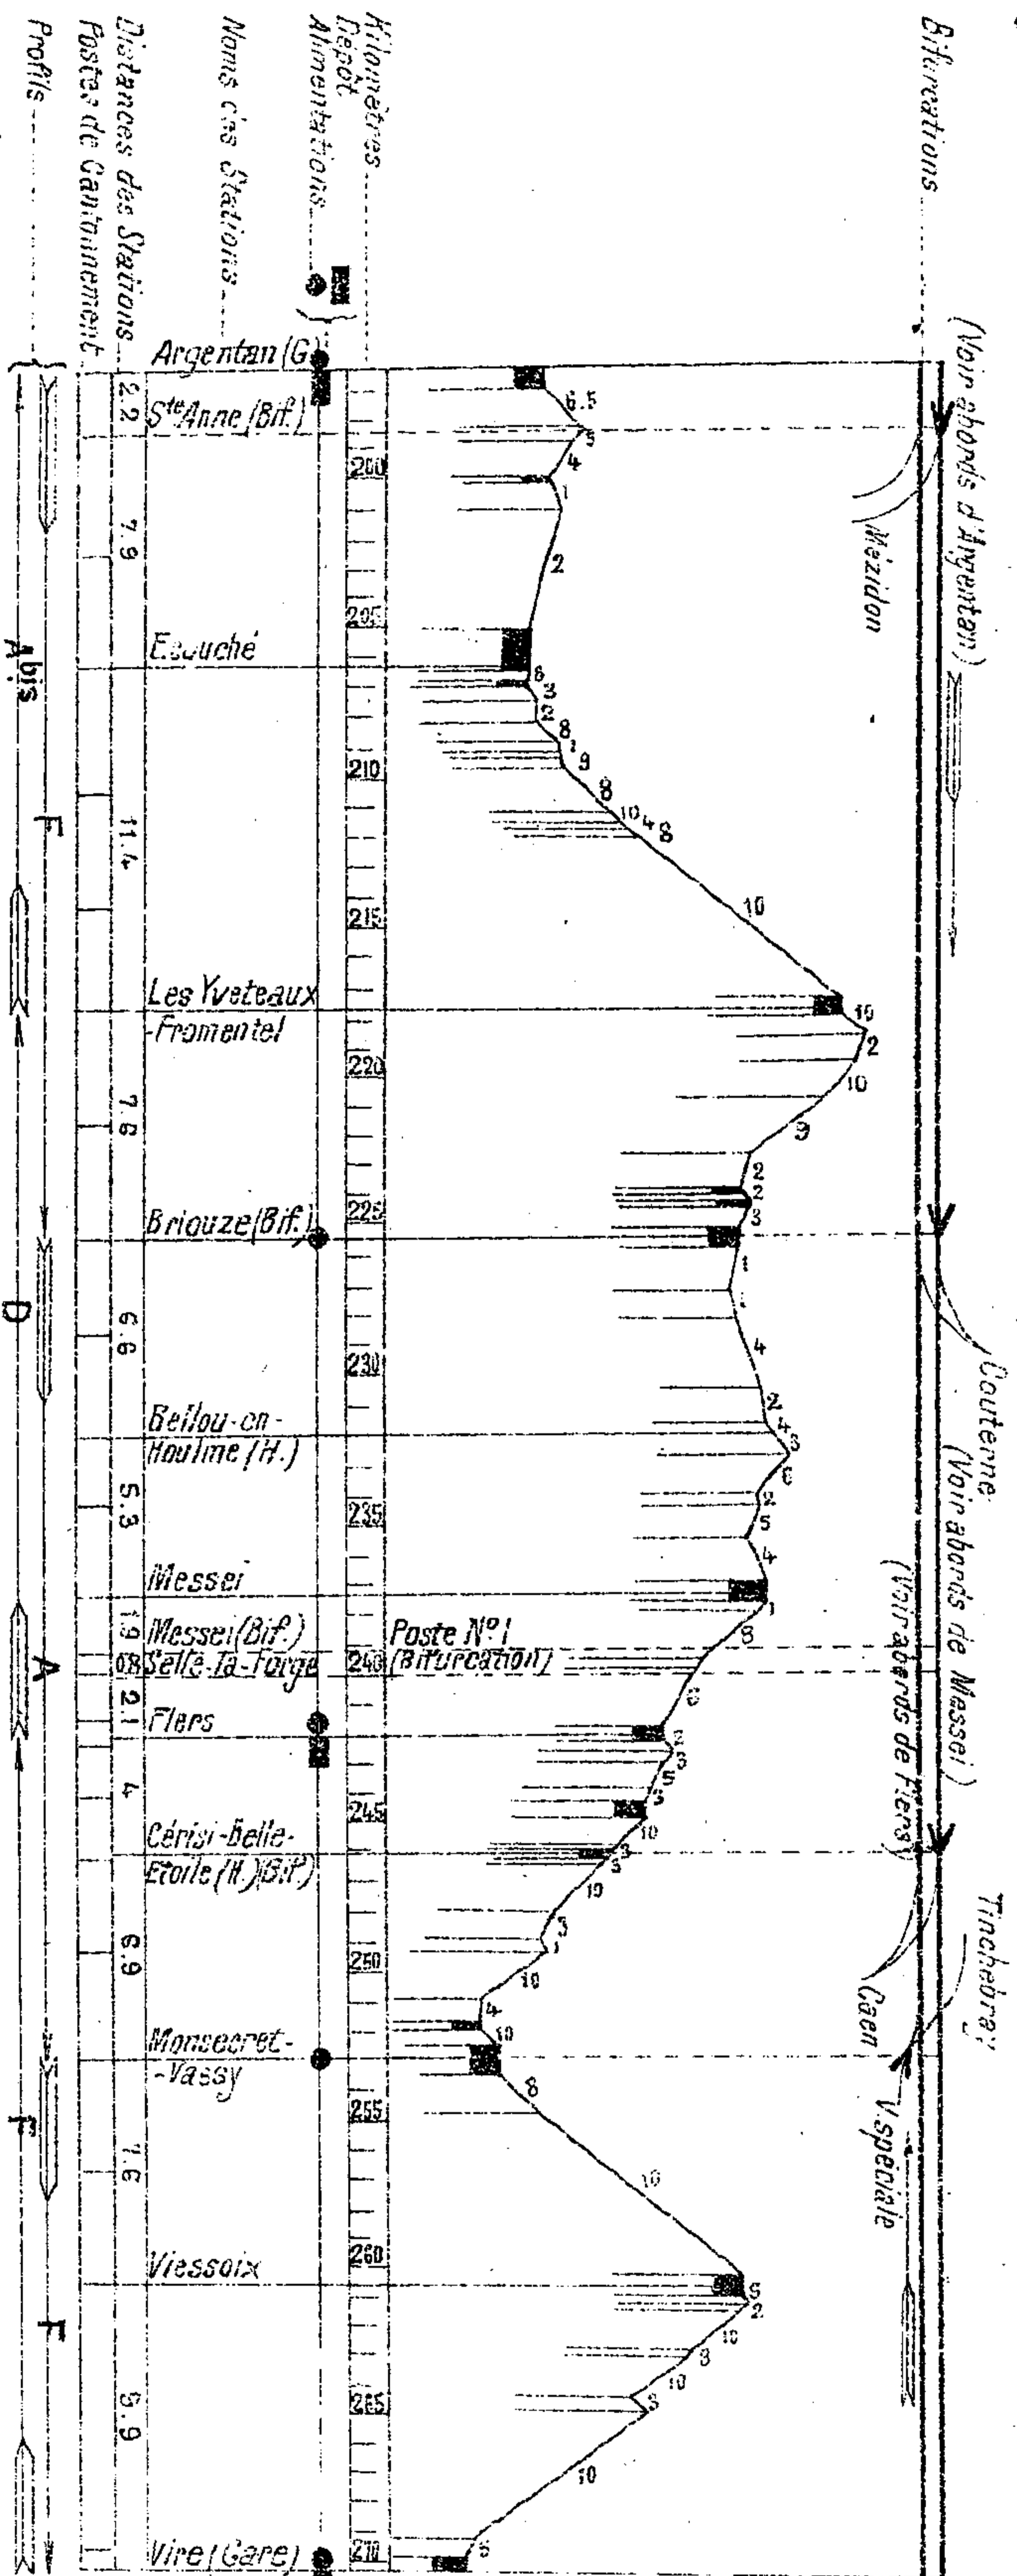 Bifurcations
Kilomètres
Dépôt
Alimentations
Noms des Stations
Distances des Stations
Postes de Cantonnement
Profils
(Voir abords d'Argentan)
Mézidon
Couterne
(Voir abords de Messei)
(Voir abords de Flers)
Tinchebray
Caen
V. spéciale
Argentan (G
2.2
Ste Anne (Bif.)
7.9
Ecouché
11.4
Les Yveteaux
-Fromentel
7.8
Briouze (Bif.)
6.6
Bellou-en-
Houlme (H.)
5.3
Messei
1.9
Messei (Bif.)
0.8
Selle-la-Forge
Poste N°1
(Bifurcation)
2.1
Flers
4
Cérisi-Belle-
Etoile (H.) (Bif.)
6.9
Monsecret-
-Vassy
7.6
Viessoix
9.9
Vire (Gare)
200
205
210
215
220
225
230
235
240
245
250
255
260
265
270
6.5
5
4
1
2
6
3
2
8
1
9
8
10
4
8
10
10
2
10
9
2
2
3
1
4
2
4
5
6
2
5
4
1
8
6
5
10
3
3
10
3
1
10
4
10
8
10
5
2
10
8
10
8
10
6
A bis
F
D
A
F
F